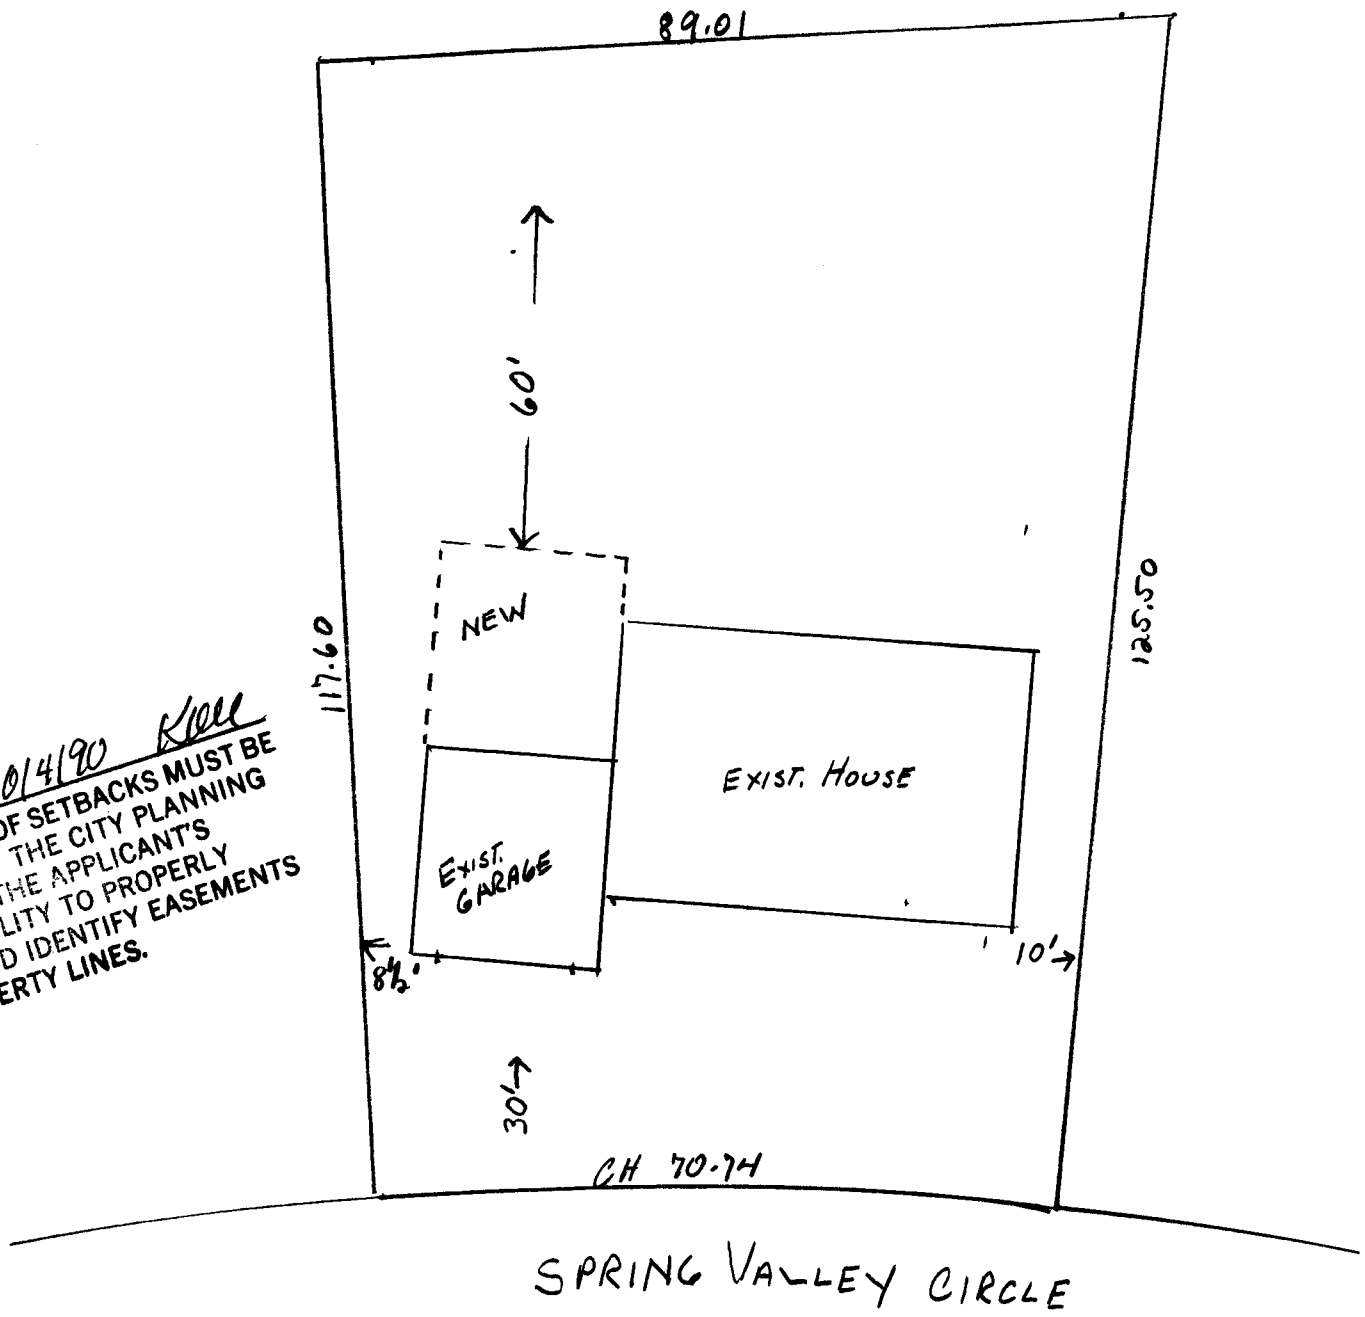 89.01
60'
NEW
117.60
125.50
0/4/90
OF SETBACKS MUST BE
THE CITY PLANNING
THE APPLICANT'S
LITY TO PROPERLY
D IDENTIFY EASEMENTS
ERTY LINES.
EXIST. HOUSE
EXIST.
GARAGE
8½'
10'
30'
CH 70.74
SPRING VALLEY CIRCLE